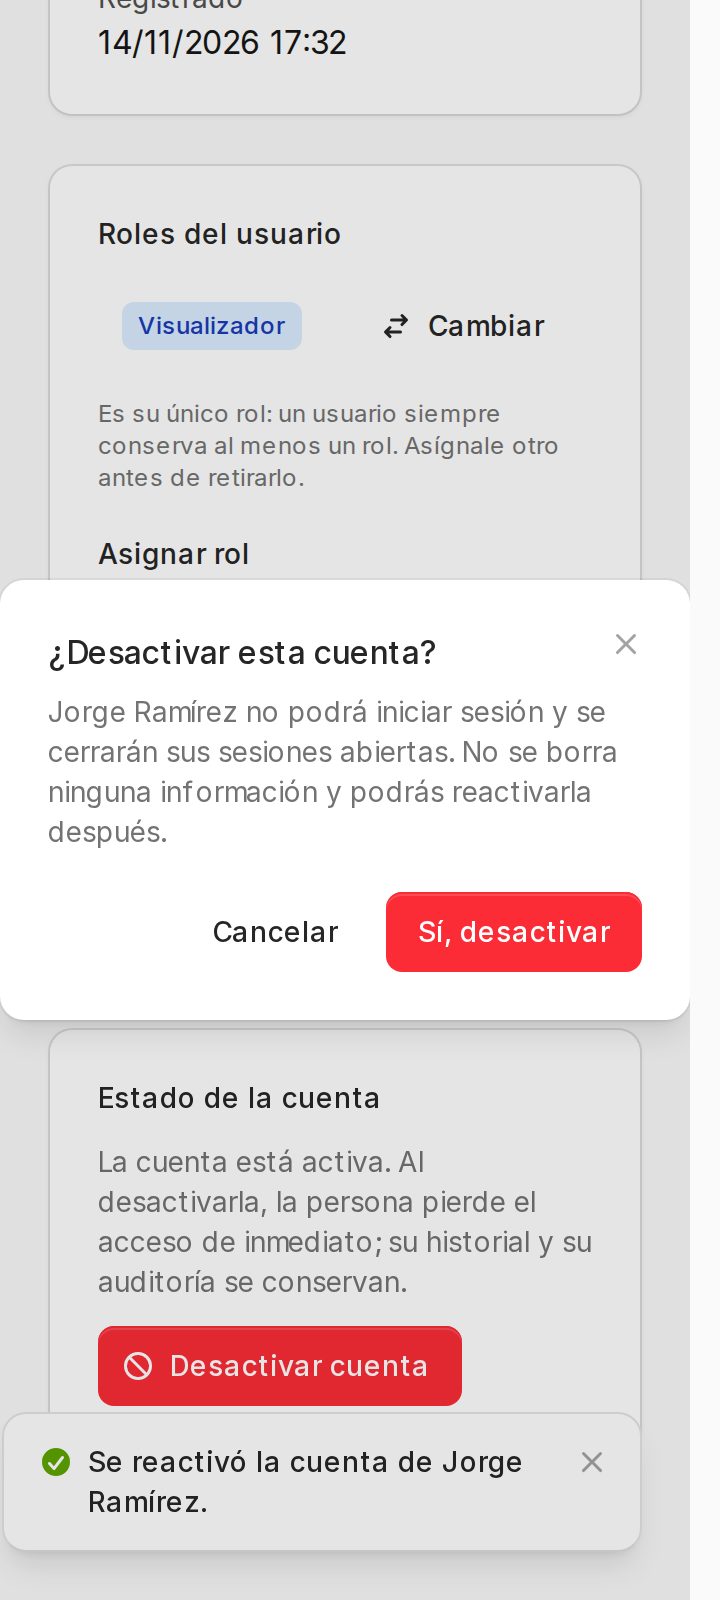 Registrado
14/11/2026 17:32
Roles del usuario
Visualizador
Cambiar
Es su único rol: un usuario siempre
conserva al menos un rol. Asígnale otro
antes de retirarlo.
Asignar rol
¿Desactivar esta cuenta?
Jorge Ramírez no podrá iniciar sesión y se
cerrarán sus sesiones abiertas. No se borra
ninguna información y podrás reactivarla
después.
Cancelar
Sí, desactivar
Estado de la cuenta
La cuenta está activa. Al
desactivarla, la persona pierde el
acceso de inmediato; su historial y su
auditoría se conservan.
Desactivar cuenta
Se reactivó la cuenta de Jorge
Ramírez.